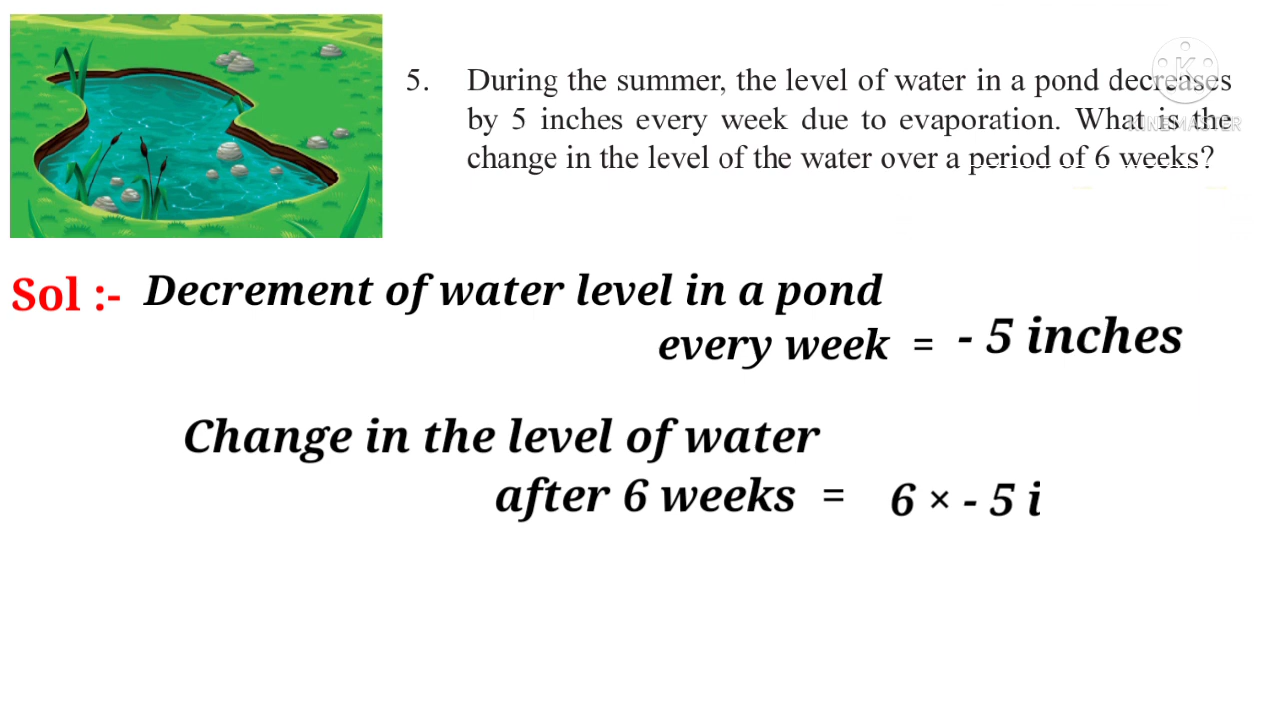 5. During the summer, the level of water in a pond decreases
by 5 inches every week due to evaporation. What is the
change in the level of the water over a period of 6 weeks?
K
KINEMASTER
Sol :- Decrement of water level in a pond
every week = - 5 inches
Change in the level of water
after 6 weeks = 6 × - 5 i